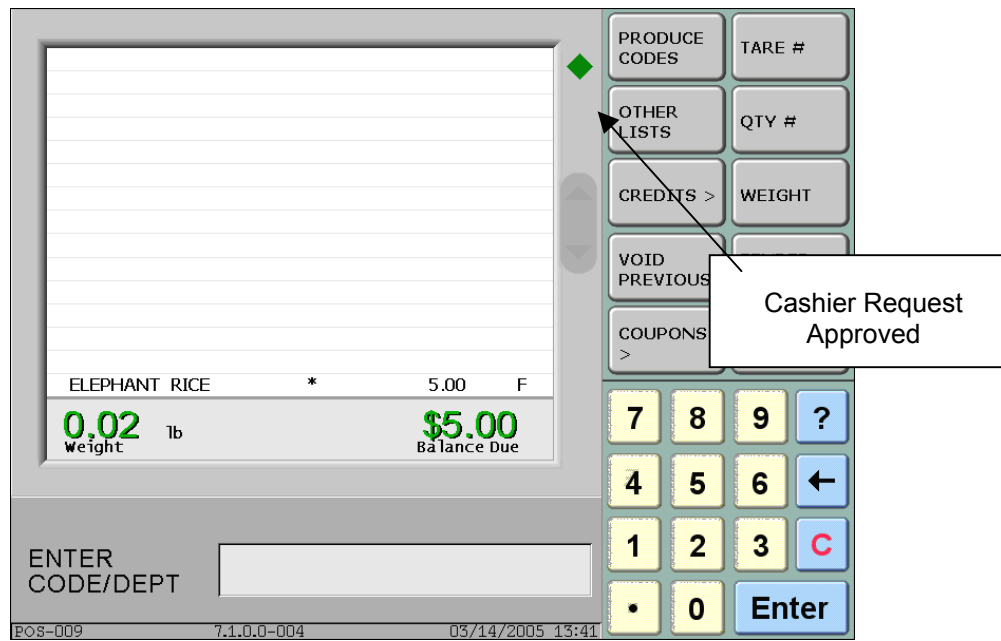 PRODUCE
CODES
TARE #
OTHER
LISTS
QTY #
CREDITS >
WEIGHT
VOID
PREVIOUS
COUPONS
>
Cashier Request
Approved
ELEPHANT RICE * 5.00 F
0.02 lb $5.00
Weight Balance Due
7 8 9 ?
4 5 6 ←
1 2 3 C
• 0 Enter
ENTER
CODE/DEPT
POS-009 7.1.0.0-004 03/14/2005 13:41